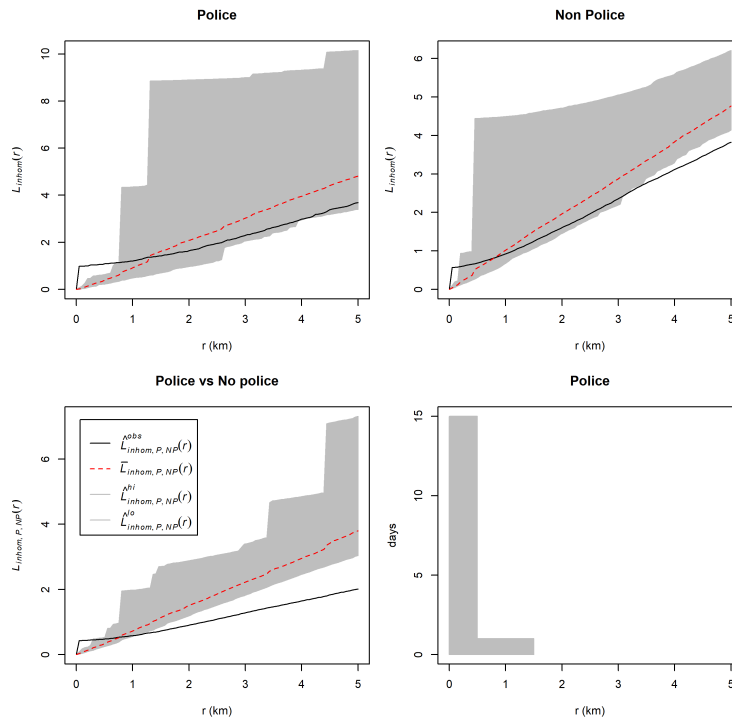 Police
L_inhom(r)
0 2 4 6 8 10
0 1 2 3 4 5
r (km)
Non Police
L_inhom(r)
0 1 2 3 4 5 6
0 1 2 3 4 5
r (km)
Police vs No police
L_inhom, P, NP(r)
0 2 4 6
L̂^obs_inhom, P, NP(r)
L̄_inhom, P, NP(r)
L̂^hi_inhom, P, NP(r)
L̂^lo_inhom, P, NP(r)
0 1 2 3 4 5
r (km)
Police
days
0 5 10 15
0 1 2 3 4 5
r (km)